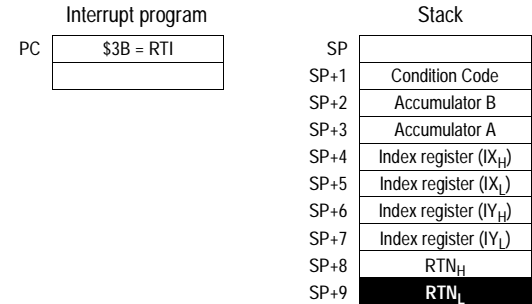 Interrupt program
PC $3B = RTI
Stack
SP
SP+1 Condition Code
SP+2 Accumulator B
SP+3 Accumulator A
SP+4 Index register (IXH)
SP+5 Index register (IXL)
SP+6 Index register (IYH)
SP+7 Index register (IYL)
SP+8 RTNH
SP+9 RTNL